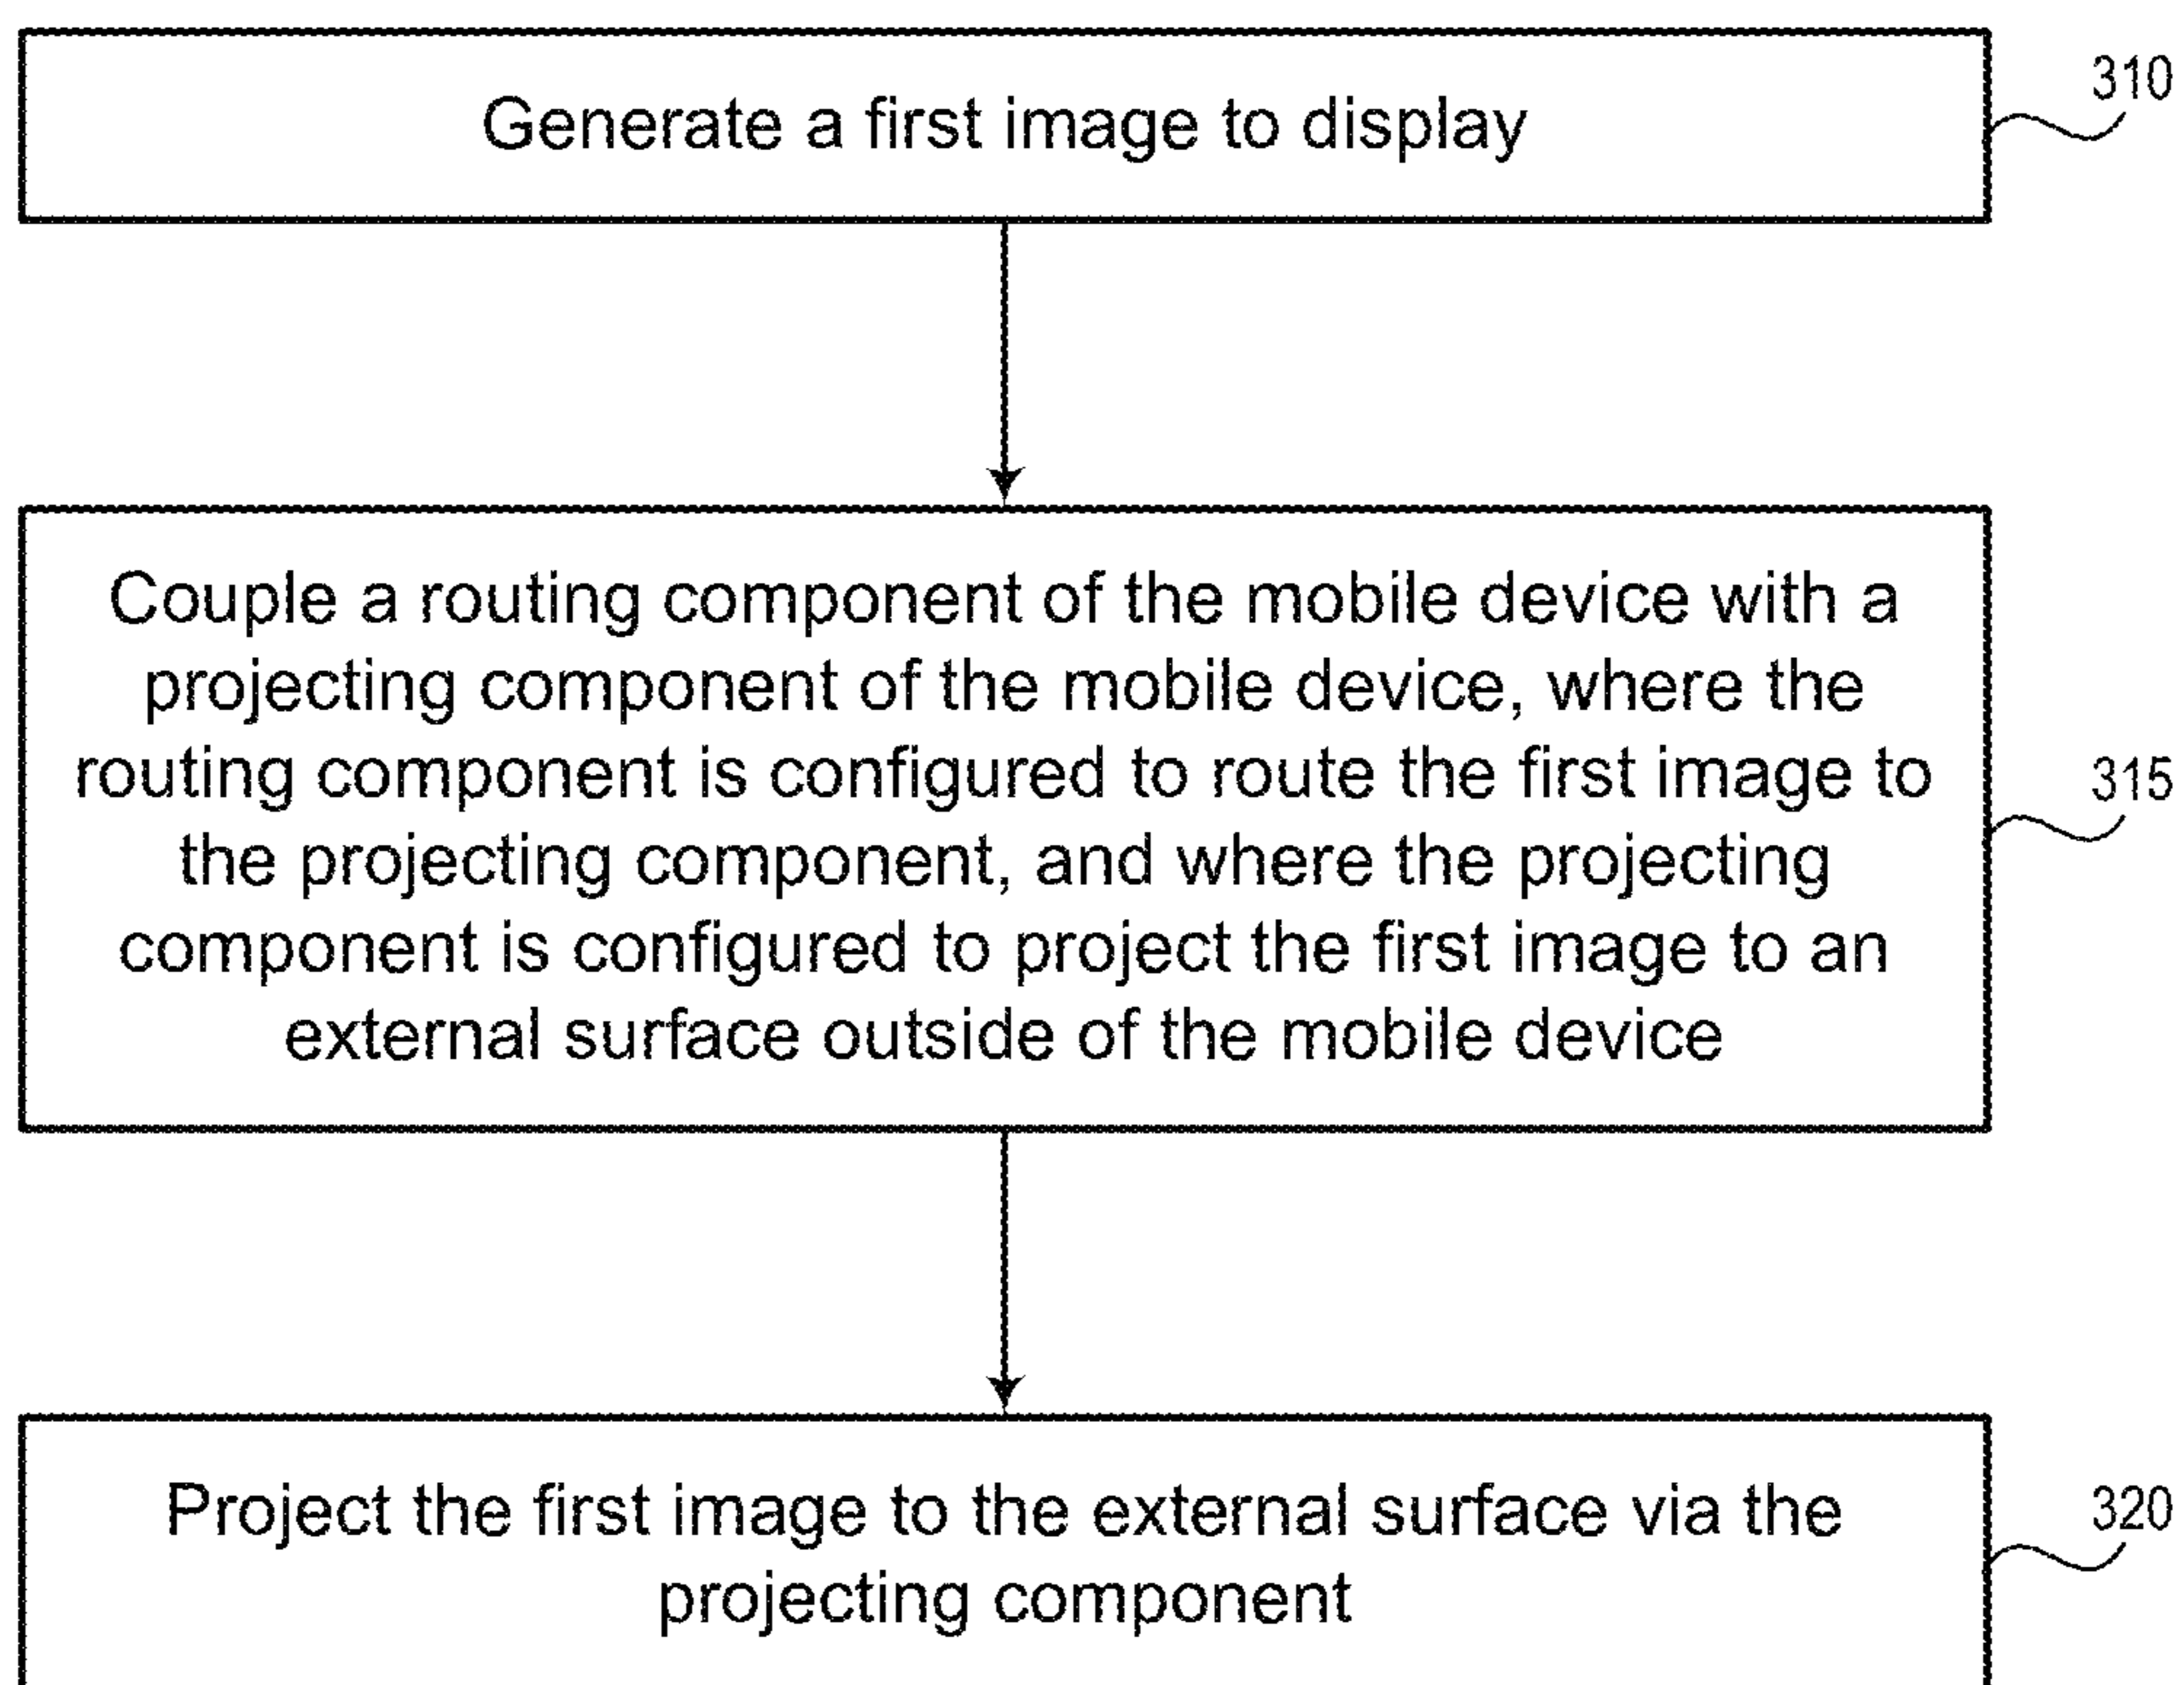 Generate a first image to display
310
Couple a routing component of the mobile device with a
projecting component of the mobile device, where the
routing component is configured to route the first image to
the projecting component, and where the projecting
component is configured to project the first image to an
external surface outside of the mobile device
315
Project the first image to the external surface via the
projecting component
320